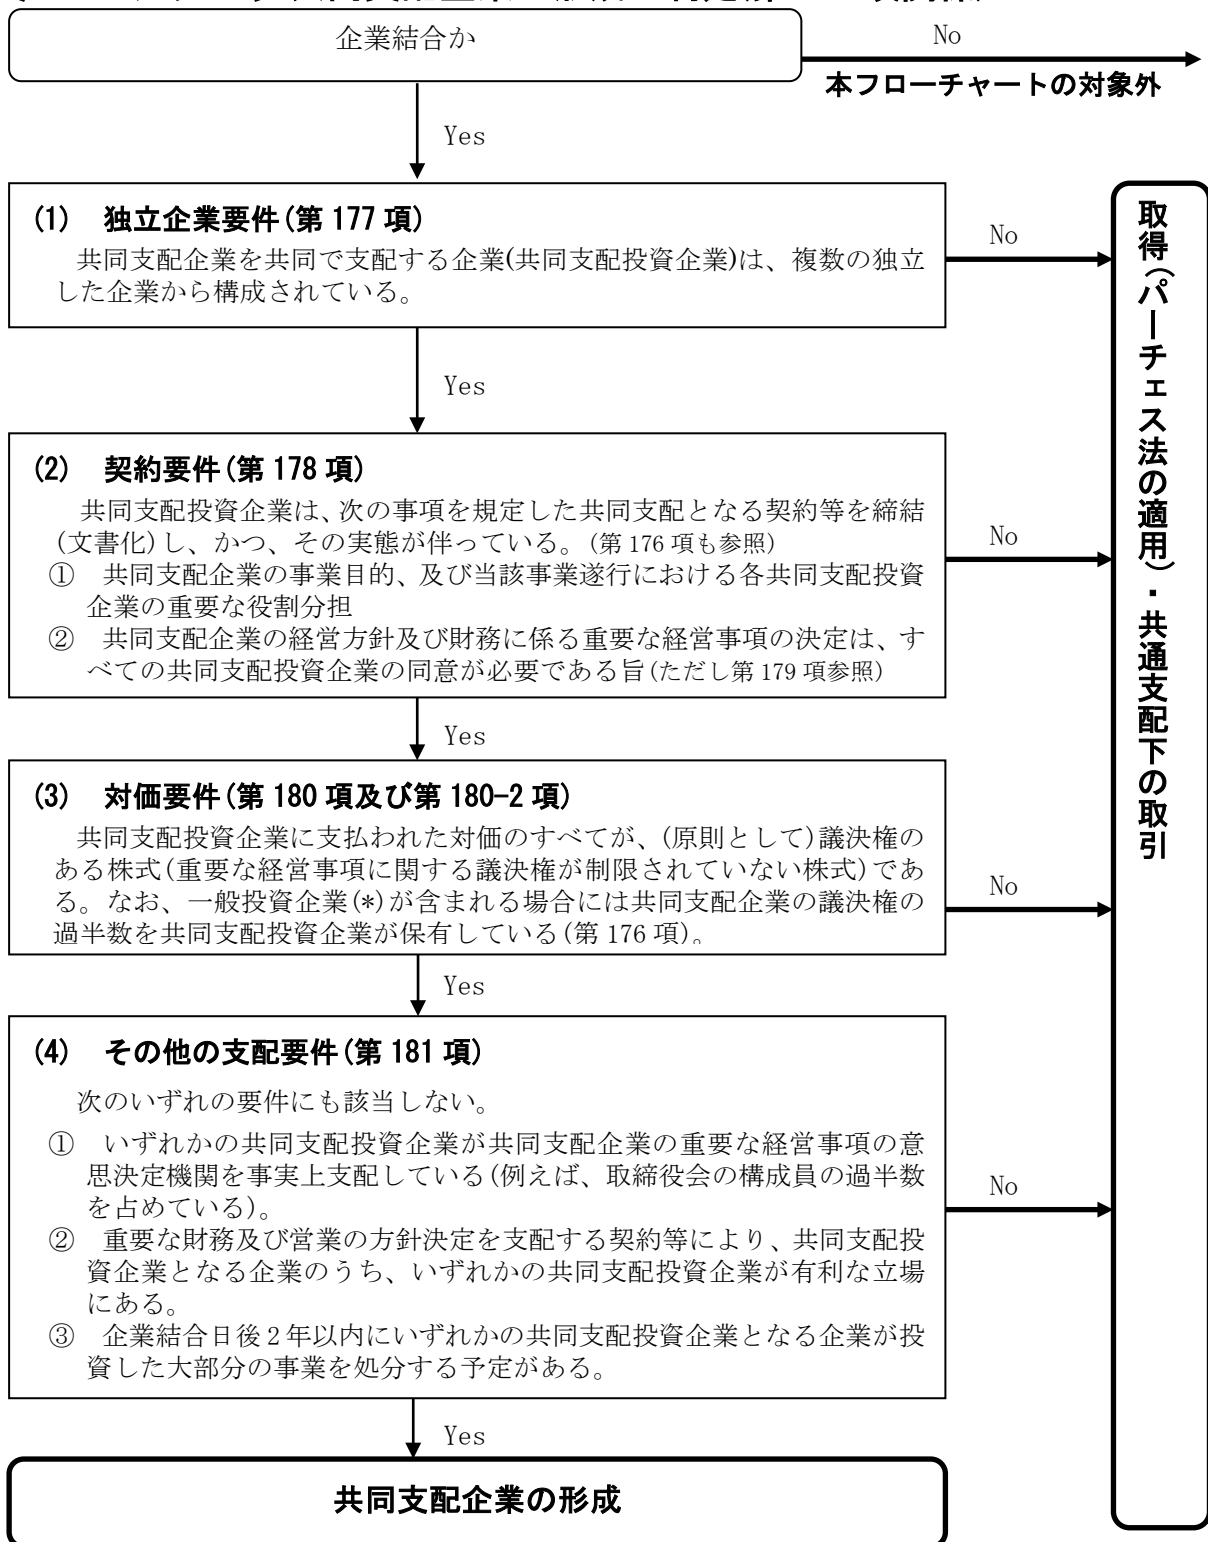 企業結合か
No
本フローチャートの対象外
Yes
(1) 独立企業要件(第 177 項)
共同支配企業を共同で支配する企業(共同支配投資企業)は、複数の独立
した企業から構成されている。
No
Yes
(2) 契約要件(第 178 項)
共同支配投資企業は、次の事項を規定した共同支配となる契約等を締結
(文書化)し、かつ、その実態が伴っている。(第 176 項も参照)
① 共同支配企業の事業目的、及び当該事業遂行における各共同支配投資
企業の重要な役割分担
② 共同支配企業の経営方針及び財務に係る重要な経営事項の決定は、す
べての共同支配投資企業の同意が必要である旨(ただし第 179 項参照)
No
Yes
(3) 対価要件(第 180 項及び第 180-2 項)
共同支配投資企業に支払われた対価のすべてが、(原則として)議決権の
ある株式(重要な経営事項に関する議決権が制限されていない株式)であ
る。なお、一般投資企業(*)が含まれる場合には共同支配企業の議決権の
過半数を共同支配投資企業が保有している(第 176 項)。
No
Yes
(4) その他の支配要件(第 181 項)
次のいずれの要件にも該当しない。
① いずれかの共同支配投資企業が共同支配企業の重要な経営事項の意
思決定機関を事実上支配している(例えば、取締役会の構成員の過半数
を占めている)。
② 重要な財務及び営業の方針決定を支配する契約等により、共同支配投
資企業となる企業のうち、いずれかの共同支配投資企業が有利な立場
にある。
③ 企業結合日後 2 年以内にいずれかの共同支配投資企業となる企業が投
資した大部分の事業を処分する予定がある。
No
Yes
共同支配企業の形成
取得(パーチェス法の適用)・共通支配下の取引